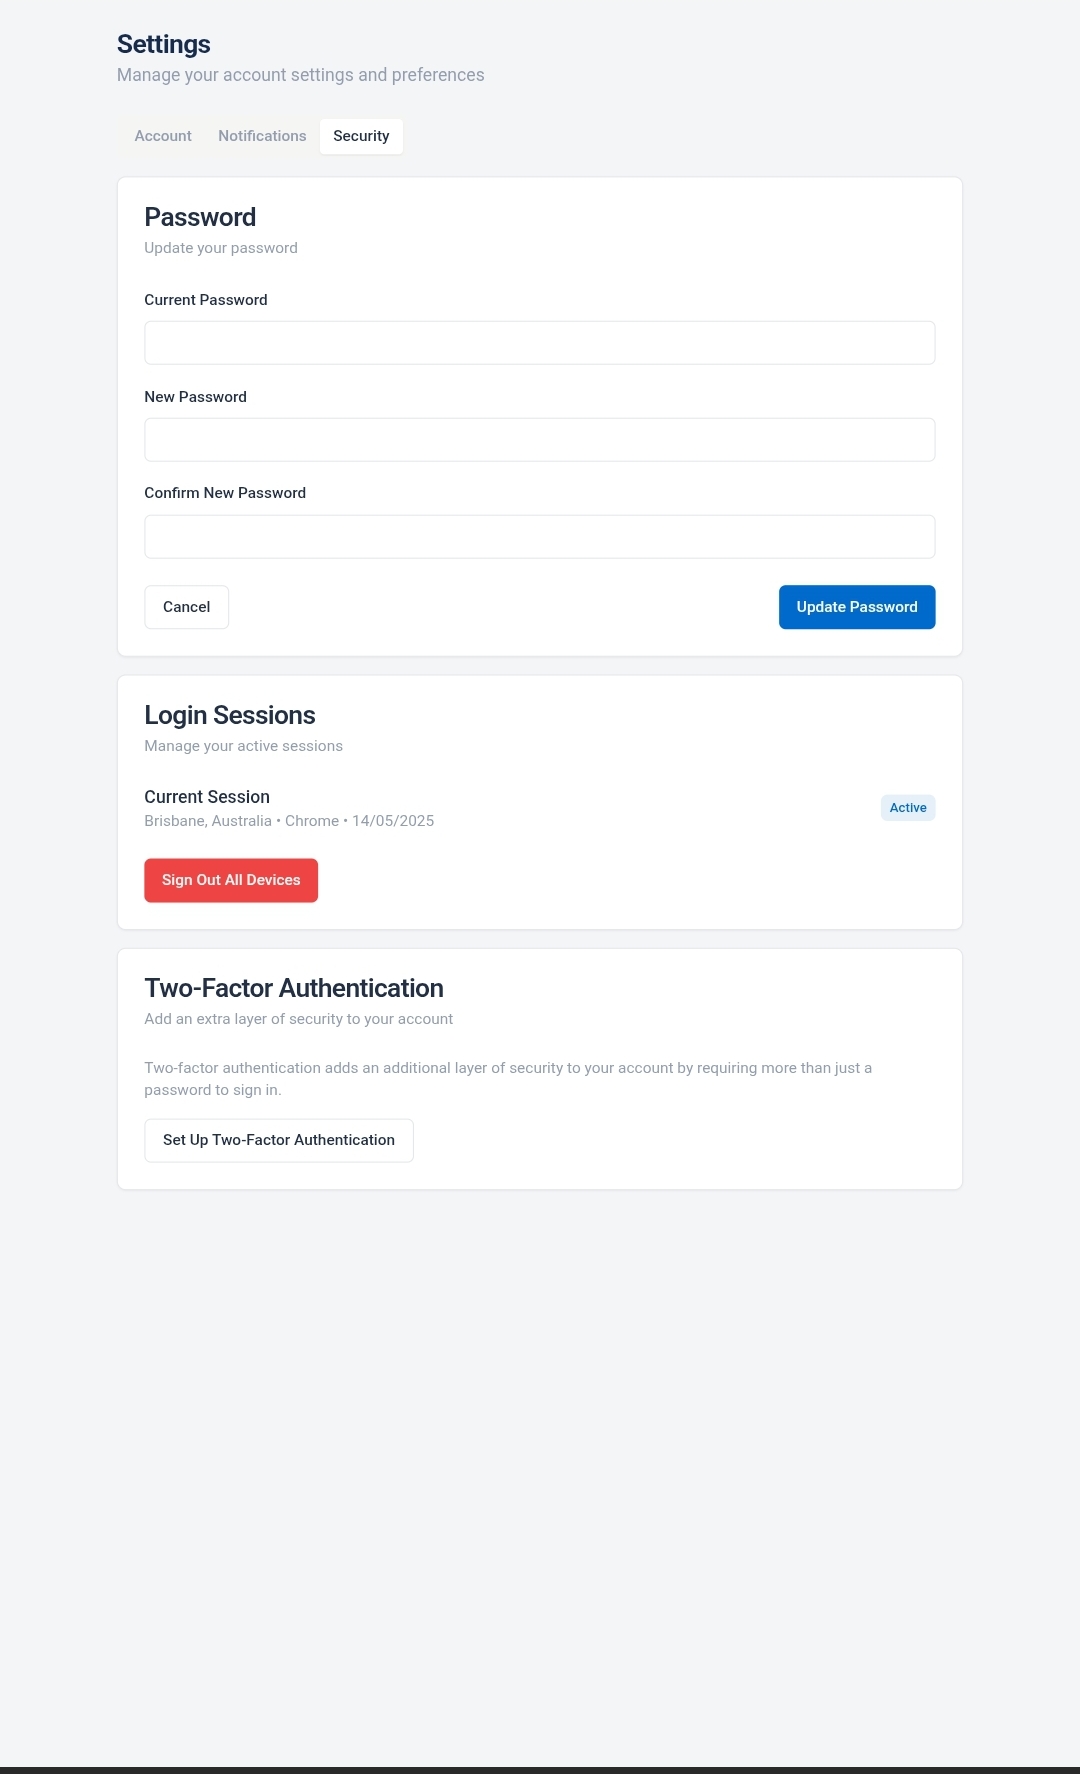 Settings
Manage your account settings and preferences
Account Notifications Security
Password
Update your password
Current Password
New Password
Confirm New Password
Cancel Update Password
Login Sessions
Manage your active sessions
Current Session
Brisbane, Australia • Chrome • 14/05/2025
Active
Sign Out All Devices
Two-Factor Authentication
Add an extra layer of security to your account
Two-factor authentication adds an additional layer of security to your account by requiring more than just a
password to sign in.
Set Up Two-Factor Authentication